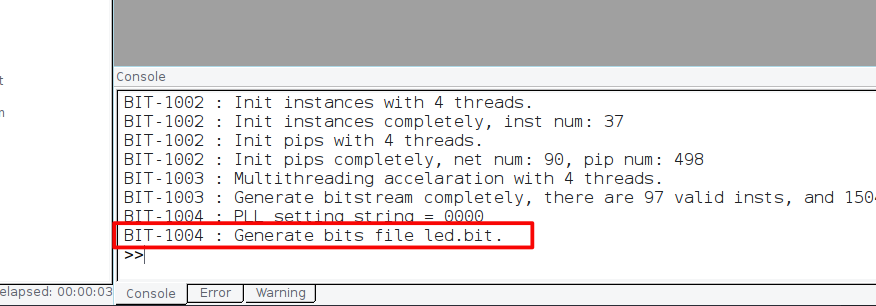 t
n
Console
BIT-1002 : Init instances with 4 threads.
BIT-1002 : Init instances completely, inst num: 37
BIT-1002 : Init pips with 4 threads.
BIT-1002 : Init pips completely, net num: 90, pip num: 498
BIT-1003 : Multithreading accelaration with 4 threads.
BIT-1003 : Generate bitstream completely, there are 97 valid insts, and 1504
BIT-1004 : PLL setting string = 0000
BIT-1004 : Generate bits file led.bit.
>>
elapsed: 00:00:03
Console Error Warning